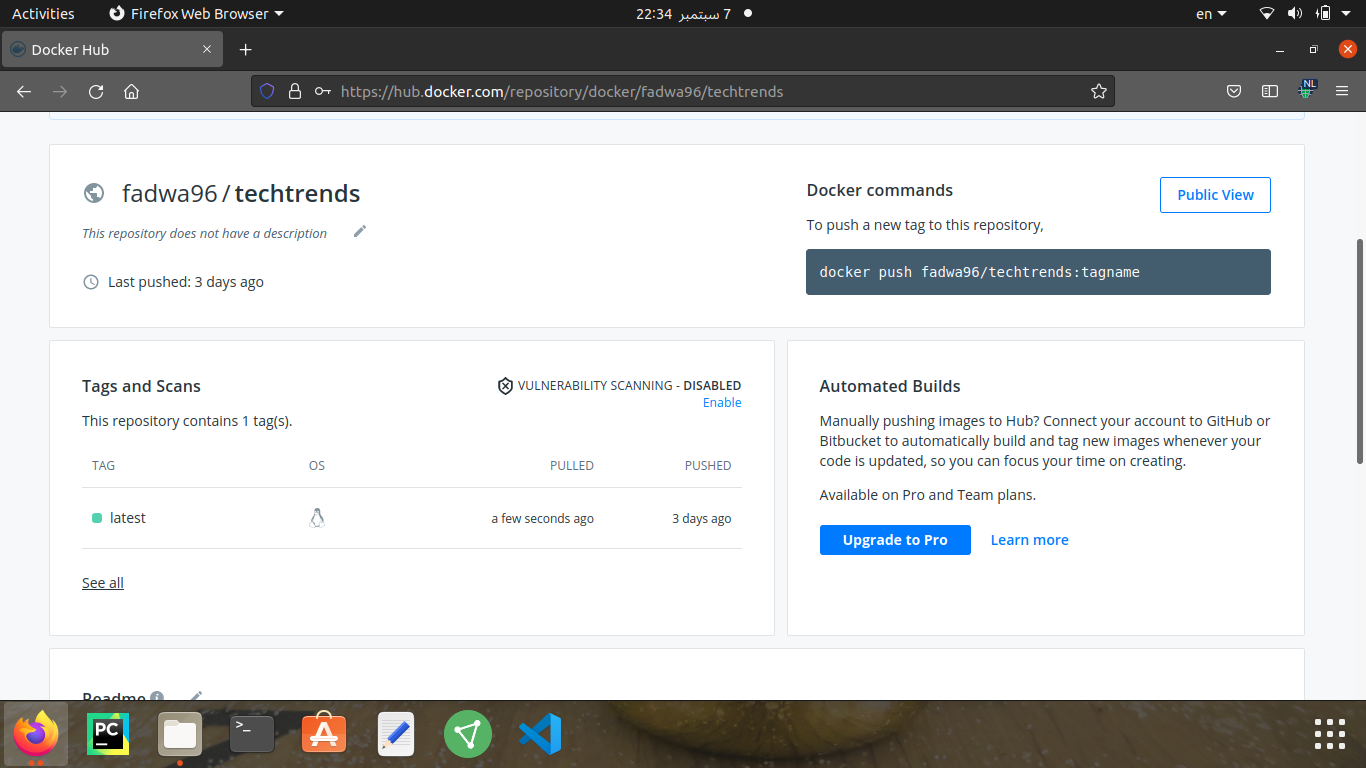 Activities
Firefox Web Browser
7 سبتمبر 22:34
en
Docker Hub
NL
https://hub.docker.com/repository/docker/fadwa96/techtrends
fadwa96 / techtrends
This repository does not have a description
Last pushed: 3 days ago
Docker commands
Public View
To push a new tag to this repository,
docker push fadwa96/techtrends:tagname
Tags and Scans
VULNERABILITY SCANNING - DISABLED
Enable
This repository contains 1 tag(s).
TAG OS PULLED PUSHED
latest a few seconds ago 3 days ago
See all
Automated Builds
Manually pushing images to Hub? Connect your account to GitHub or
Bitbucket to automatically build and tag new images whenever your
code is updated, so you can focus your time on creating.
Available on Pro and Team plans.
Upgrade to Pro
Learn more
Readme
PC
>_